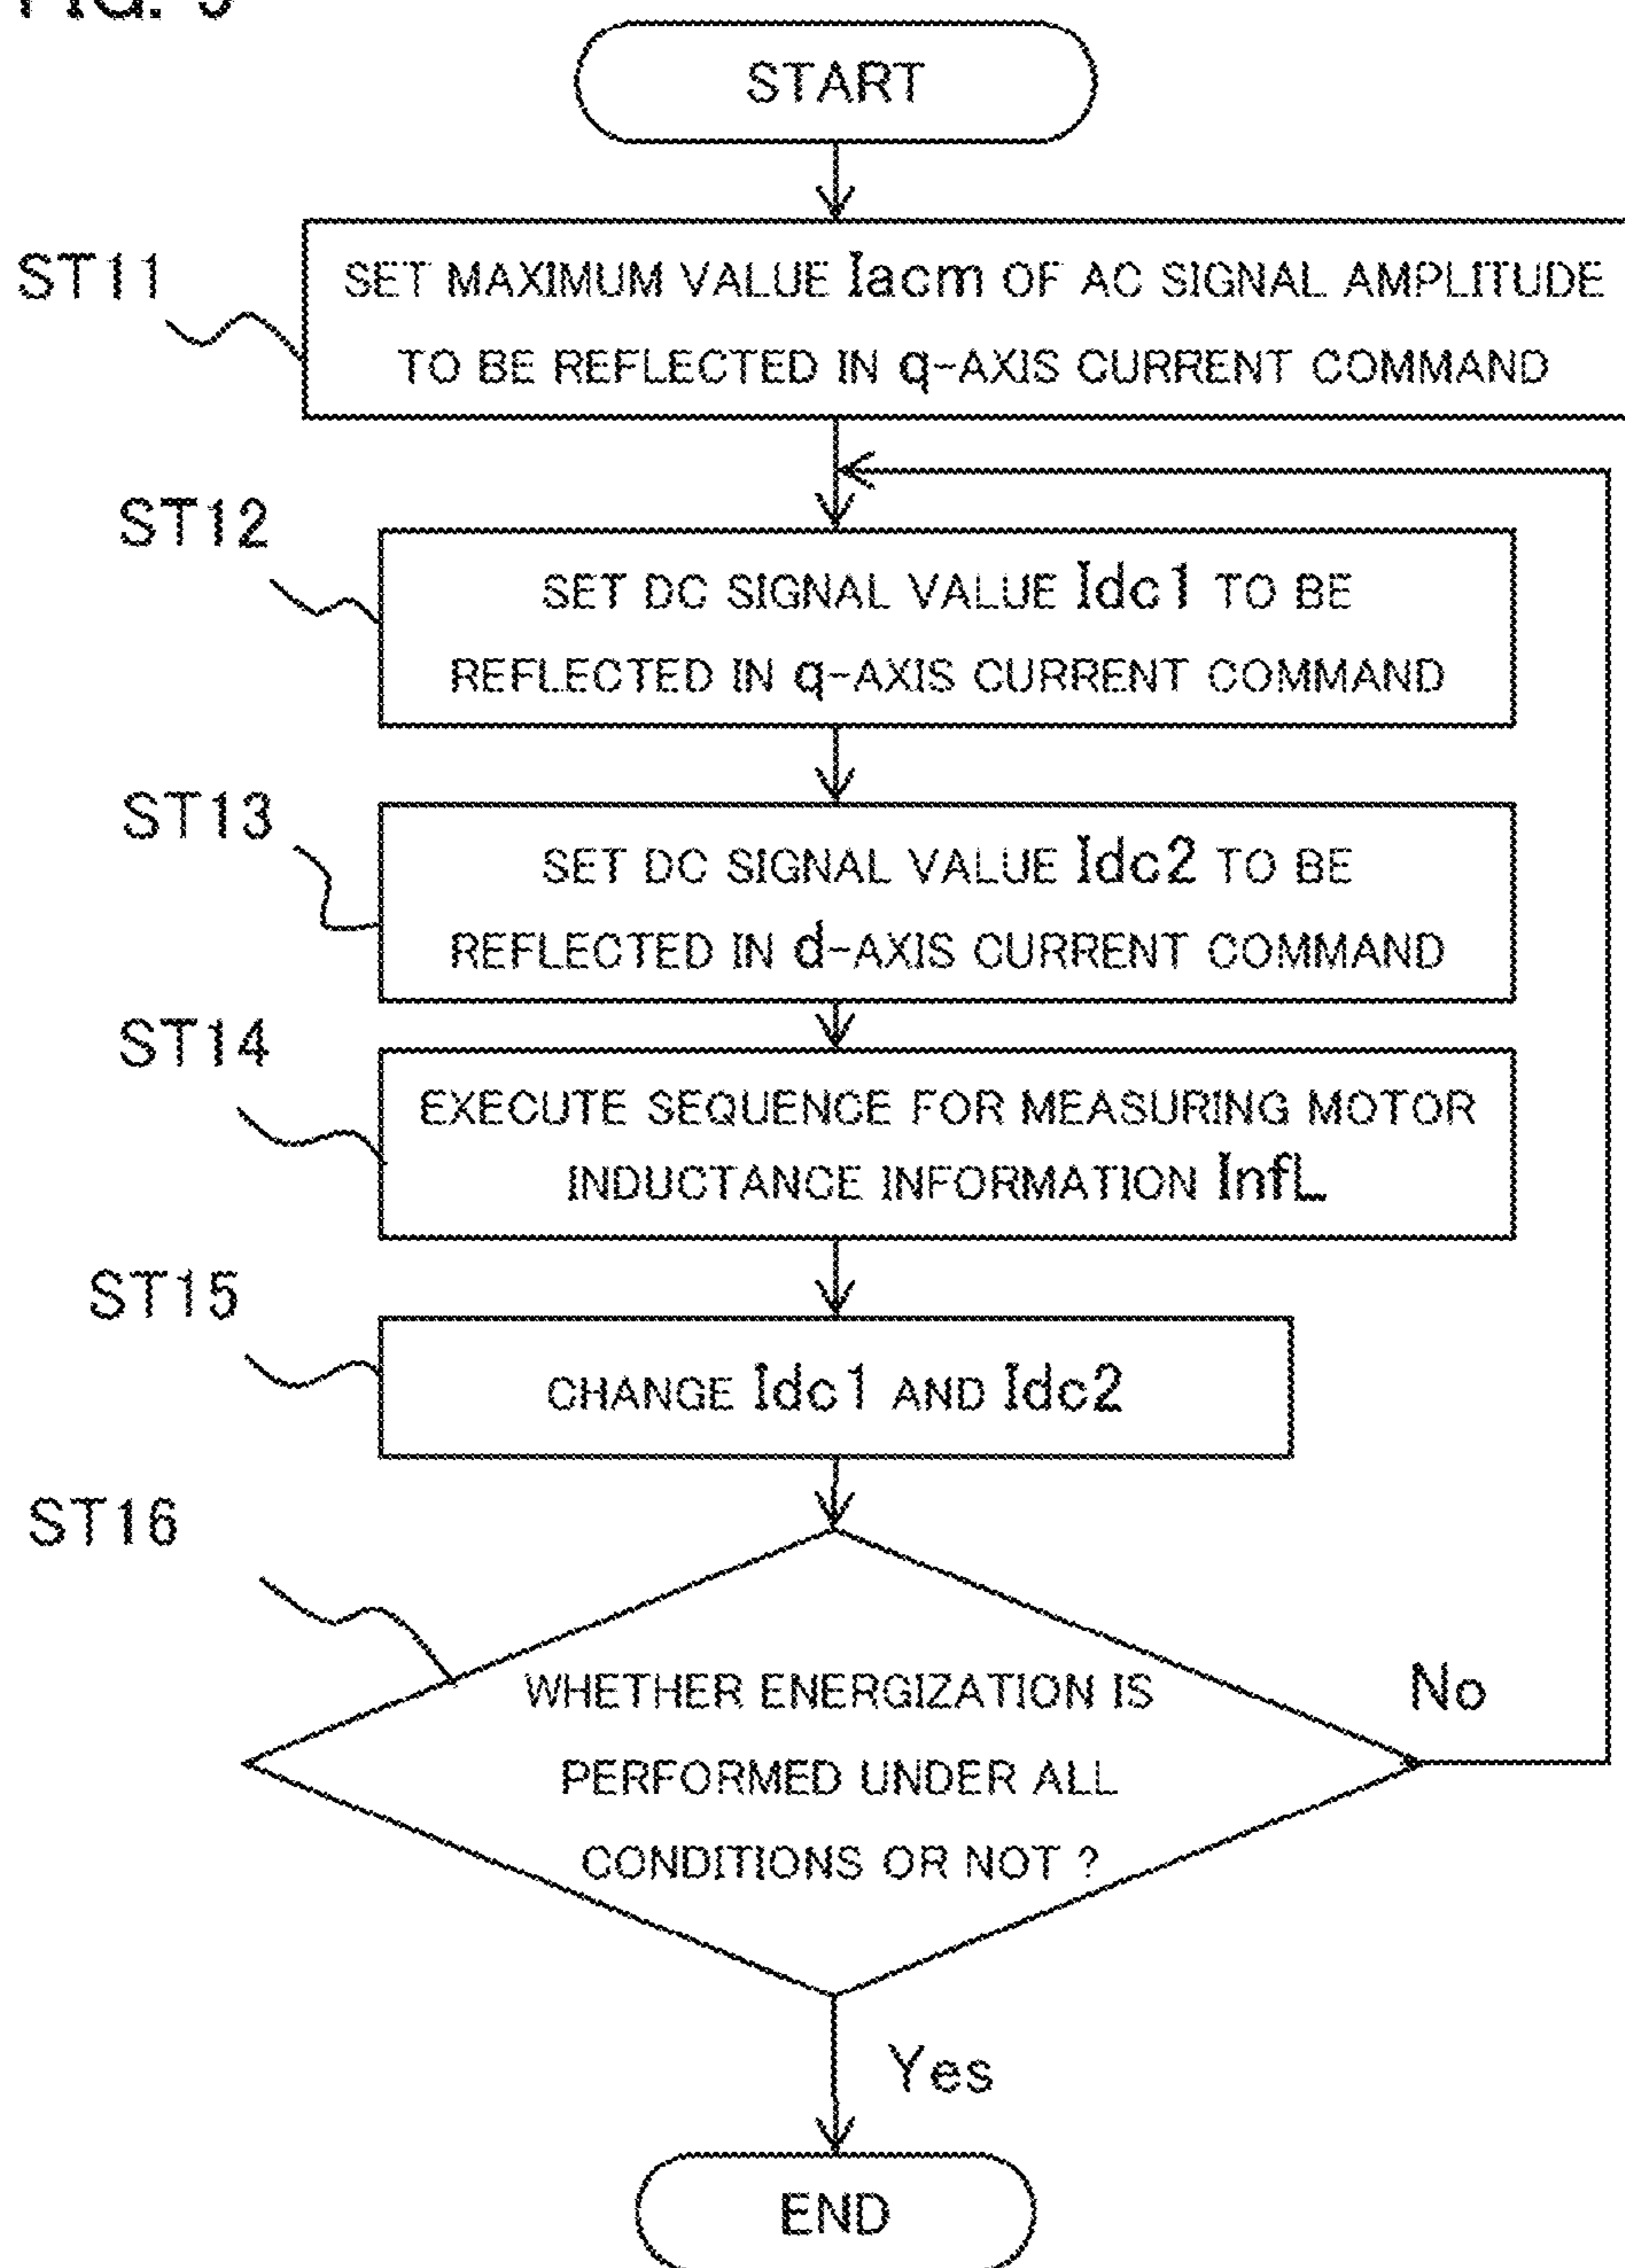 FIG.
START
ST11
SET MAXIMUM VALUE Iacm OF AC SIGNAL AMPLITUDE
TO BE REFLECTED IN q-AXIS CURRENT COMMAND
ST12
SET DC SIGNAL VALUE Idc1 TO BE
REFLECTED IN q-AXIS CURRENT COMMAND
ST13
SET DC SIGNAL VALUE Idc2 TO BE
REFLECTED IN d-AXIS CURRENT COMMAND
ST14
EXECUTE SEQUENCE FOR MEASURING MOTOR
INDUCTANCE INFORMATION InfL
ST15
CHANGE Idc1 AND Idc2
ST16
WHETHER ENERGIZATION IS
PERFORMED UNDER ALL
CONDITIONS OR NOT ?
No
Yes
END